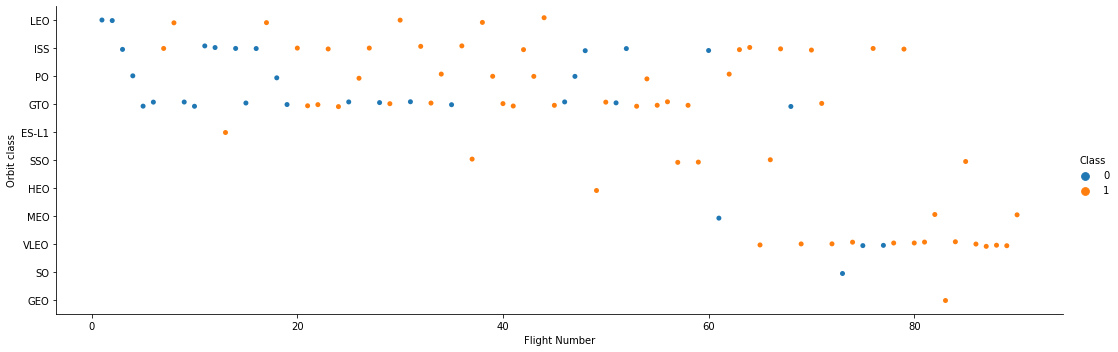 LEO
ISS
PO
GTO
ES-L1
SSO
HEO
MEO
VLEO
SO
GEO
Orbit class
0 20 40 60 80
Flight Number
Class
0
1